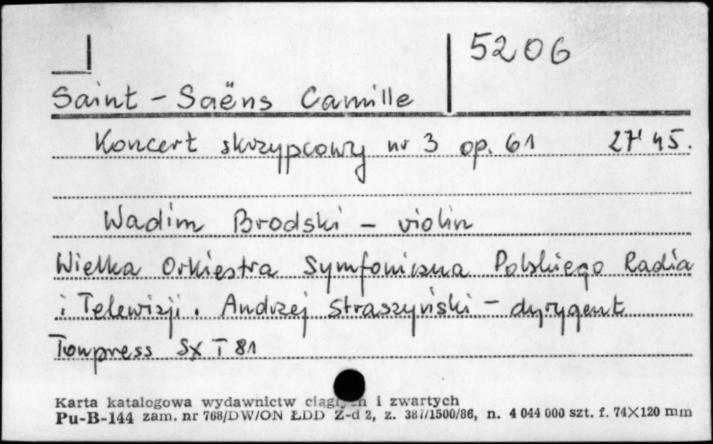 5206
Saint-Saëns Camille
Koncert skrzypcowy nr 3 op. 61 27'45.
Wadim Brodski – violin
Wielka Orkiestra Symfoniczna Polskiego Radia
i Telewizji. Andrzej Straszyński – dyrygent
Tonpress SX T 81
Karta katalogowa wydawnictw ciągłych i zwartych
Pu-B-144 zam. nr 768/DW/ON ŁDD Z-d 2, z. 387/1500/86, n. 4 044 000 szt. f. 74X120 mm